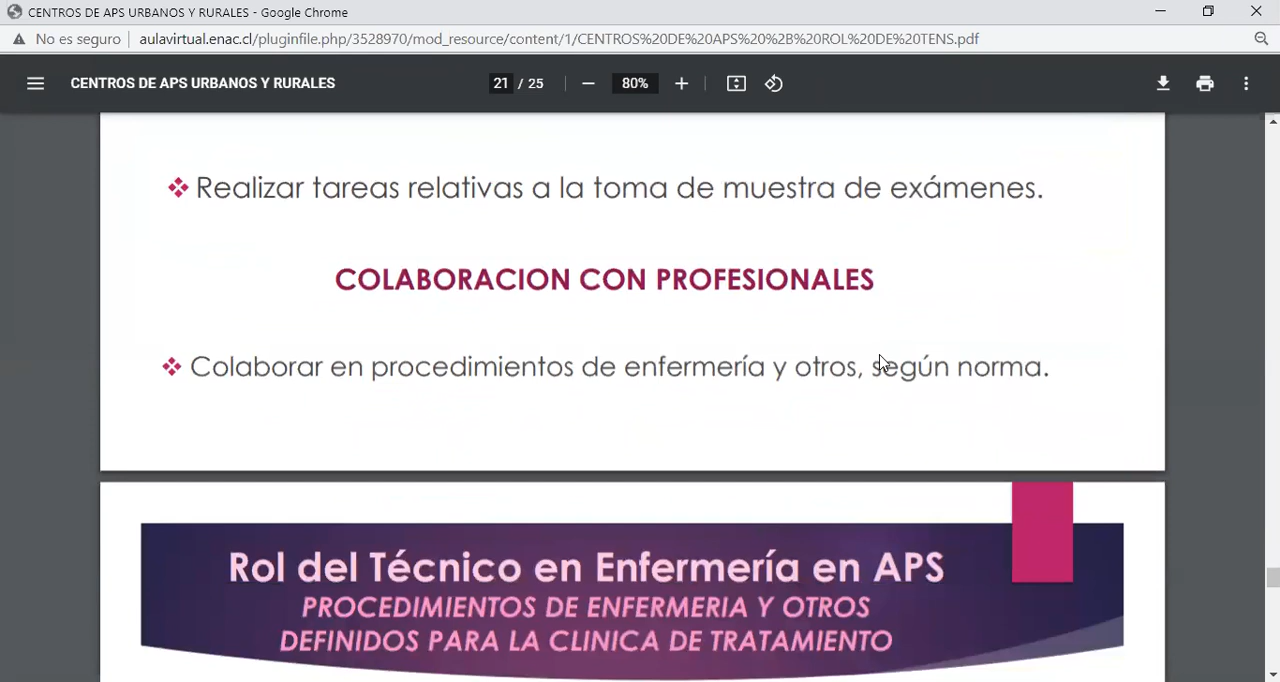 CENTROS DE APS URBANOS Y RURALES - Google Chrome
No es seguro aulavirtual.enac.cl/pluginfile.php/3528970/mod_resource/content/1/CENTROS%20DE%20APS%20%2B%20ROL%20DE%20TENS.pdf
CENTROS DE APS URBANOS Y RURALES 21 / 25 80%
Realizar tareas relativas a la toma de muestra de exámenes.
COLABORACION CON PROFESIONALES
Colaborar en procedimientos de enfermería y otros, según norma.
Rol del Técnico en Enfermería en APS
PROCEDIMIENTOS DE ENFERMERIA Y OTROS
DEFINIDOS PARA LA CLINICA DE TRATAMIENTO